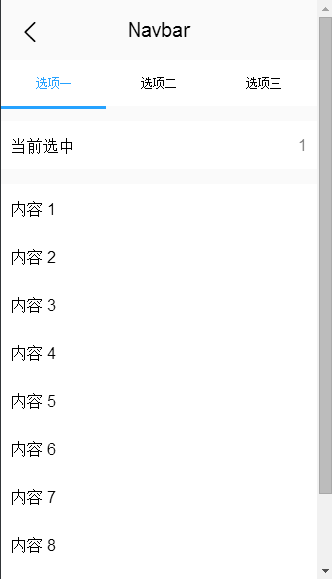 Navbar
选项一 选项二 选项三
当前选中 1
内容 1
内容 2
内容 3
内容 4
内容 5
内容 6
内容 7
内容 8